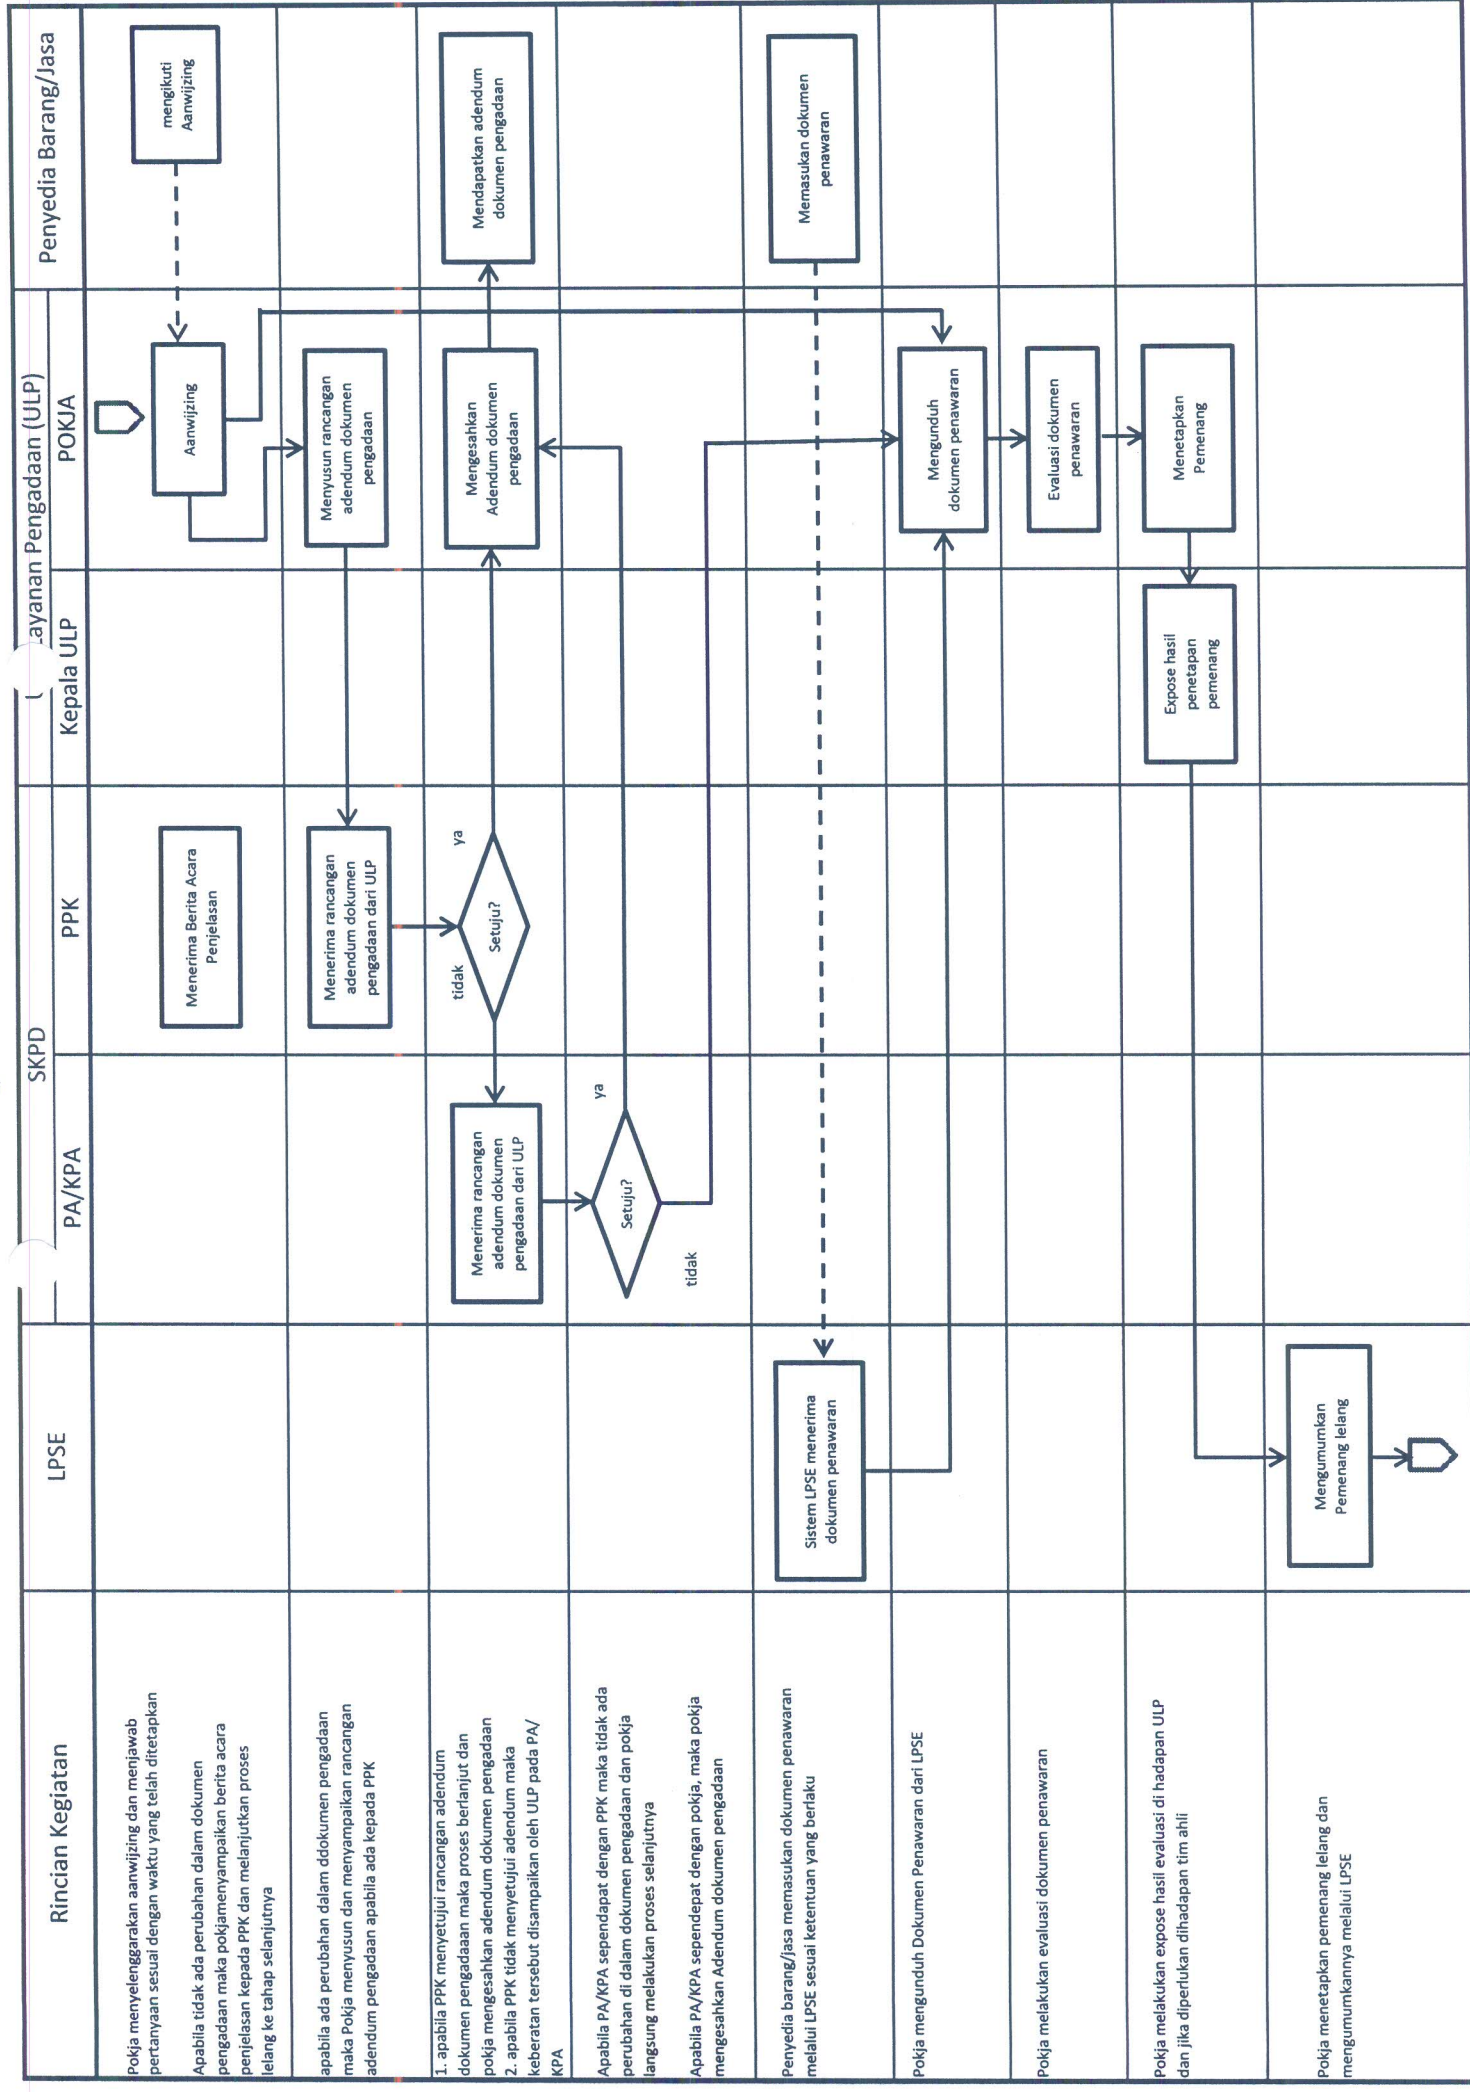 Rincian Kegiatan
LPSE
SKPD
PA/KPA
PPK
ayanan Pengadaan (ULP)
Kepala ULP
POKJA
Penyedia Barang/Jasa
Pokja menyelenggarakan aanwijzing dan menjawab
pertanyaan sesuai dengan waktu yang telah ditetapkan
Apabila tidak ada perubahan dalam dokumen
pengadaan maka pokjamenyampaikan berita acara
penjelasan kepada PPK dan melanjutkan proses
lelang ke tahap selanjutnya
Menerima Berita Acara
Penjelasan
Aanwijzing
mengikuti
Aanwijzing
apabila ada perubahan dalam ddokumen pengadaan
maka Pokja menyusun dan menyampaikan rancangan
adendum pengadaan apabila ada kepada PPK
Menerima rancangan
adendum dokumen
pengadaan dari ULP
Menyusun rancangan
adendum dokumen
pengadaan
1. apabila PPK menyetujui rancangan adendum
dokumen pengadaaan maka proses berlanjut dan
pokja mengesahkan adendum dokumen pengadaan
2. apabila PPK tidak menyetujui adendum maka
keberatan tersebut disampaikan oleh ULP pada PA/
KPA
Menerima rancangan
adendum dokumen
pengadaan dari ULP
tidak
Setuju?
ya
Mengesahkan
Adendum dokumen
pengadaan
Mendapatkan adendum
dokumen pengadaan
Apabila PA/KPA sependapat dengan PPK maka tidak ada
perubahan di dalam dokumen pengadaan dan pokja
langsung melakukan proses selanjutnya
Apabila PA/KPA sependepat dengan pokja, maka pokja
mengesahkan Adendum dokumen pengadaan
Setuju?
ya
tidak
Penyedia barang/jasa memasukan dokumen penawaran
melalui LPSE sesuai ketentuan yang berlaku
Sistem LPSE menerima
dokumen penawaran
Memasukan dokumen
penawaran
Pokja mengunduh Dokumen Penawaran dari LPSE
Mengunduh
dokumen penawaran
Pokja melakukan evaluasi dokumen penawaran
Evaluasi dokumen
penawaran
Pokja melakukan expose hasil evaluasi di hadapan ULP
dan jika diperlukan dihadapan tim ahli
Expose hasil
penetapan
pemenang
Menetapkan
Pemenang
Pokja menetapkan pemenang lelang dan
mengumumkannya melalui LPSE
Mengumumkan
Pemenang lelang